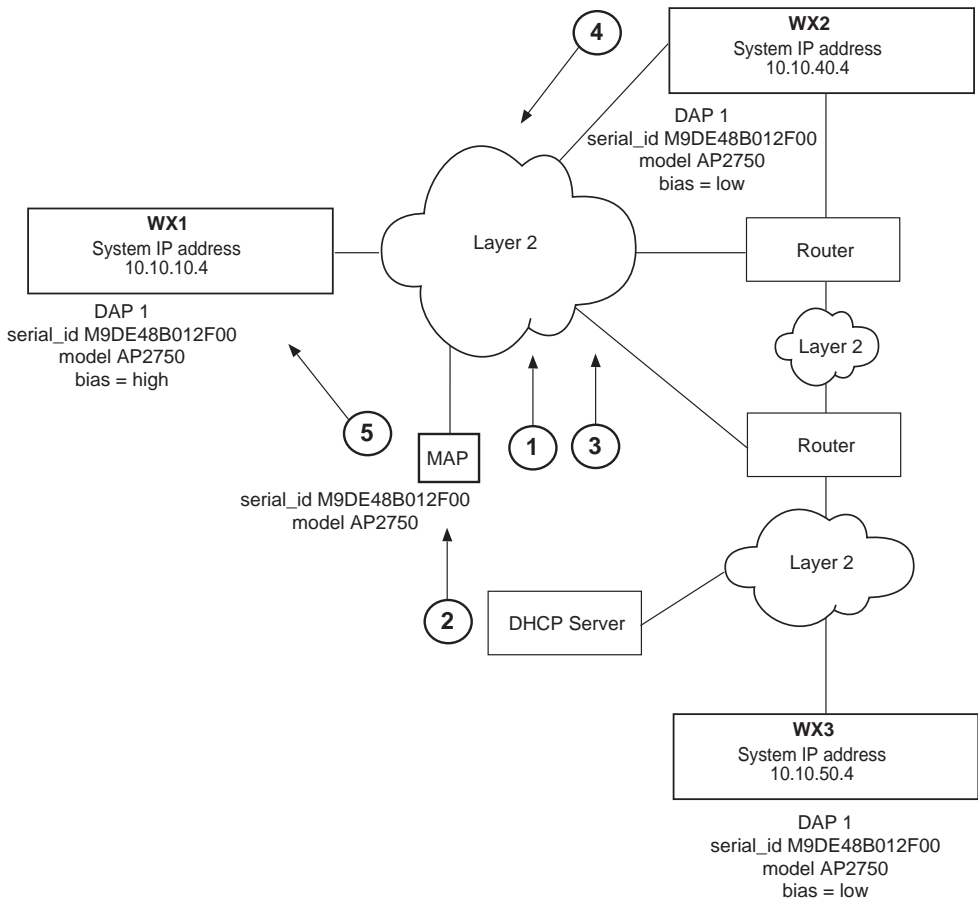 4
WX2
System IP address
10.10.40.4
DAP 1
serial_id M9DE48B012F00
model AP2750
bias = low
WX1
System IP address
10.10.10.4
Layer 2
Router
DAP 1
serial_id M9DE48B012F00
model AP2750
bias = high
Layer 2
5
MAP
1
3
Router
serial_id M9DE48B012F00
model AP2750
2
DHCP Server
Layer 2
WX3
System IP address
10.10.50.4
DAP 1
serial_id M9DE48B012F00
model AP2750
bias = low